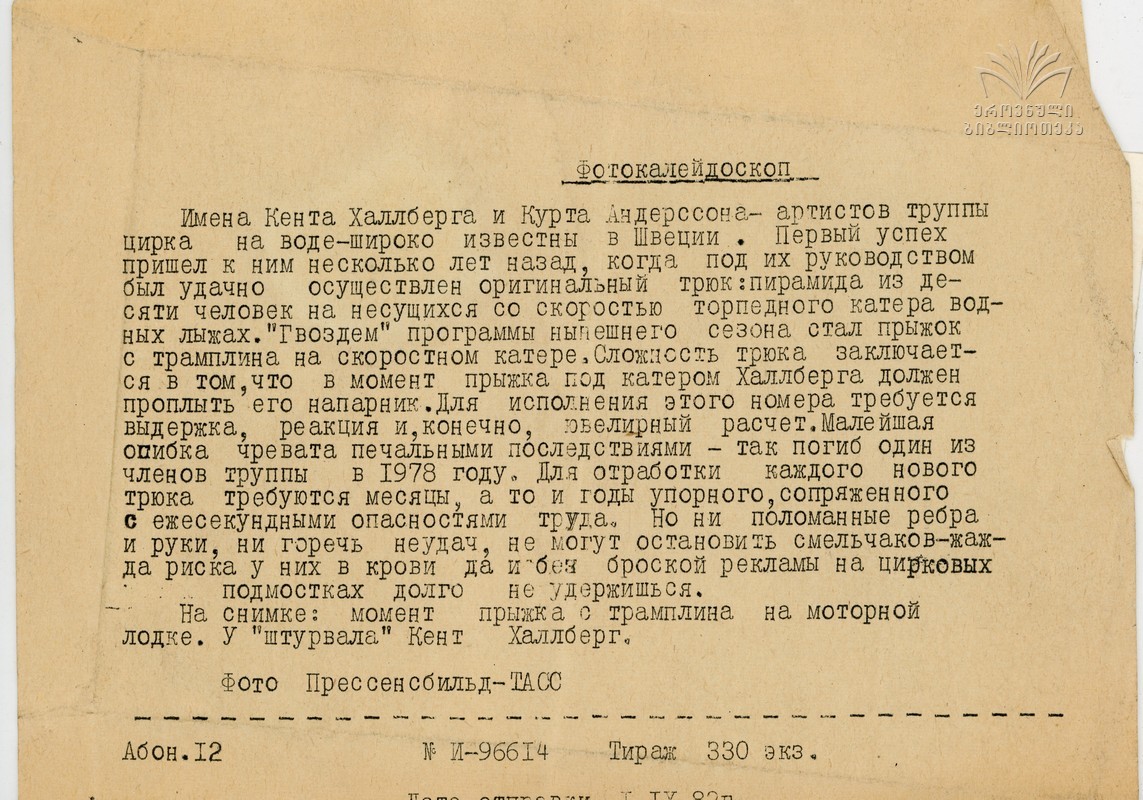 ეროვნული
ბიბლიოთეკა
Фотокалейдоскоп
Имена Кента Халлберга и Курта Андерссона- артистов труппы
цирка на воде-широко известны в Швеции . Первый успех
пришел к ним несколько лет назад, когда под их руководством
был удачно осуществлен оригинальный трюк:пирамида из де-
сяти человек на несущихся со скоростью торпедного катера вод-
ных лыжах."Гвоздем" программы нынешнего сезона стал прыжок
с трамплина на скоростном катере.Сложность трюка заключает-
ся в том,что в момент прыжка под катером Халлберга должен
проплыть его напарник.Для исполнения этого номера требуется
выдержка, реакция и,конечно, ювелирный расчет.Малейшая
ошибка чревата печальными последствиями - так погиб один из
членов труппы в 1978 году. Для отработки каждого нового
трюка требуются месяцы, а то и годы упорного,сопряженного
с ежесекундными опасностями труда. Но ни поломанные ребра
и руки, ни горечь неудач, не могут остановить смельчаков-жаж-
да риска у них в крови да и без броской рекламы на цирковых
подмостках долго не удержишься.
На снимке: момент прыжка с трамплина на моторной
лодке. У "штурвала" Кент Халлберг.
Фото Прессенсбильд-ТАСС
Абон.12 № И-96614 Тираж 330 экз.
Дата отправки I IX 82г